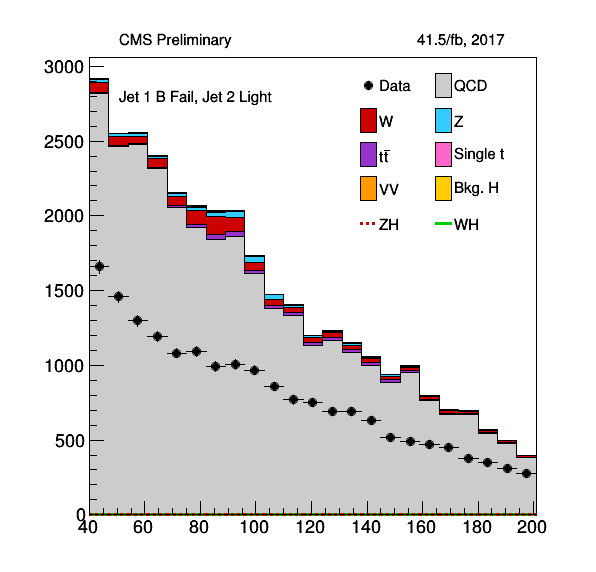 CMS Preliminary 41.5/fb, 2017
Jet 1 B Fail, Jet 2 Light
Data QCD
W Z
tt̅ Single t
VV Bkg. H
ZH WH
3000
2500
2000
1500
1000
500
0
40 60 80 100 120 140 160 180 200